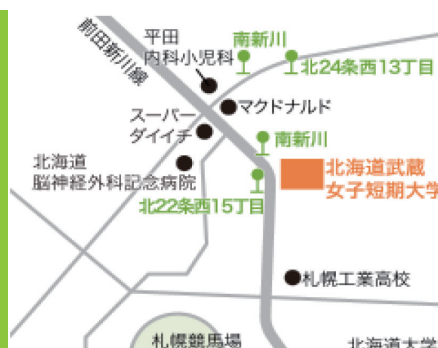 前田新川線
平田
内科小児科
南新川
北24条西13丁目
マクドナルド
スーパー
ダイイチ
南新川
北海道
脳神経外科記念病院
北海道武蔵
女子短期大学
北22条西15丁目
札幌工業高校
札幌競馬場
北海道大学